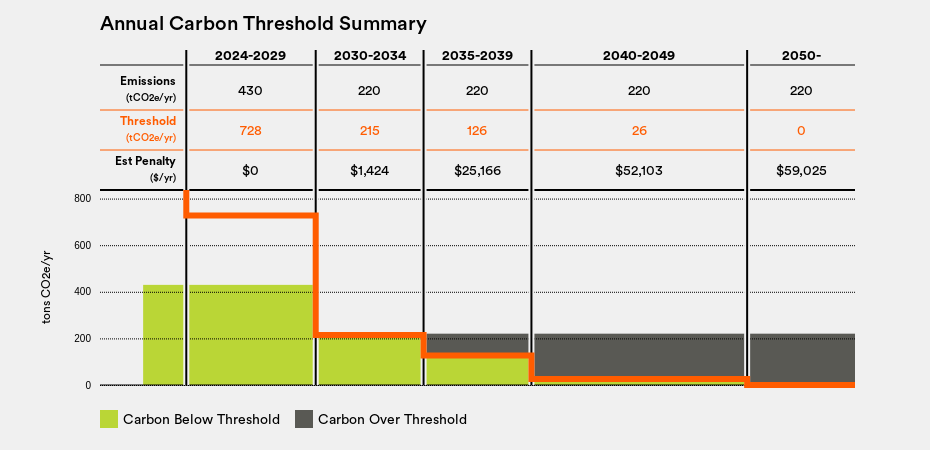 Annual Carbon Threshold Summary
2024-2029 2030-2034 2035-2039 2040-2049 2050-
Emissions
(tCO2e/yr) 430 220 220 220 220
Threshold
(tCO2e/yr) 728 215 126 26 0
Est Penalty
($/yr) $0 $1,424 $25,166 $52,103 $59,025
800
600
400
200
0
tons CO2e/yr
Carbon Below Threshold Carbon Over Threshold